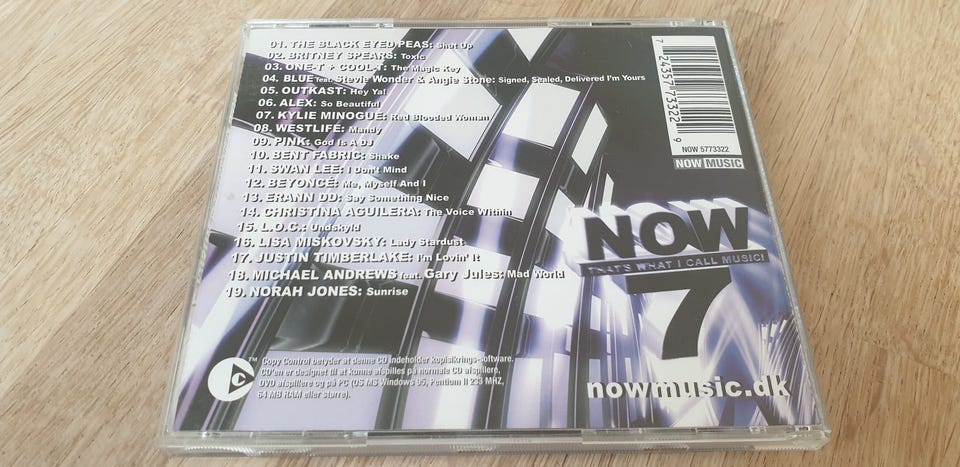 01. THE BLACK EYED PEAS: Shut Up
02. BRITNEY SPEARS: Toxic
03. ONE-T + COOL-T: The Magic Key
04. BLUE feat. Stevie Wonder & Angie Stone: Signed, Sealed, Delivered I'm Yours
05. OUTKAST: Hey Ya!
06. ALEX: So Beautiful
07. KYLIE MINOGUE: Red Blooded Woman
08. WESTLIFE: Mandy
09. PINK: God Is A DJ
10. BENT FABRIC: Shake
11. SWAN LEE: I Don't Mind
12. BEYONCÉ: Me, Myself And I
13. ERANN DD: Say Something Nice
14. CHRISTINA AGUILERA: The Voice Within
15. L.O.C.: Undskyld
16. LISA MISKOVSKY: Lady Stardust
17. JUSTIN TIMBERLAKE: I'm Lovin' It
18. MICHAEL ANDREWS feat. Gary Jules: Mad World
19. NORAH JONES: Sunrise
7 24357 73322 9
NOW 5773322
NOW MUSIC
NOW
THAT'S WHAT I CALL MUSIC!
7
nowmusic.dk
C
TM
Copy Control betyder at denne CD indeholder kopisikrings-software.
CD'en er designet til at kunne afspilles på normale CD afspillere,
DVD afspillere og på PC (OS MS Windows 95, Pentium II 233 MHZ,
64 MB RAM eller større).